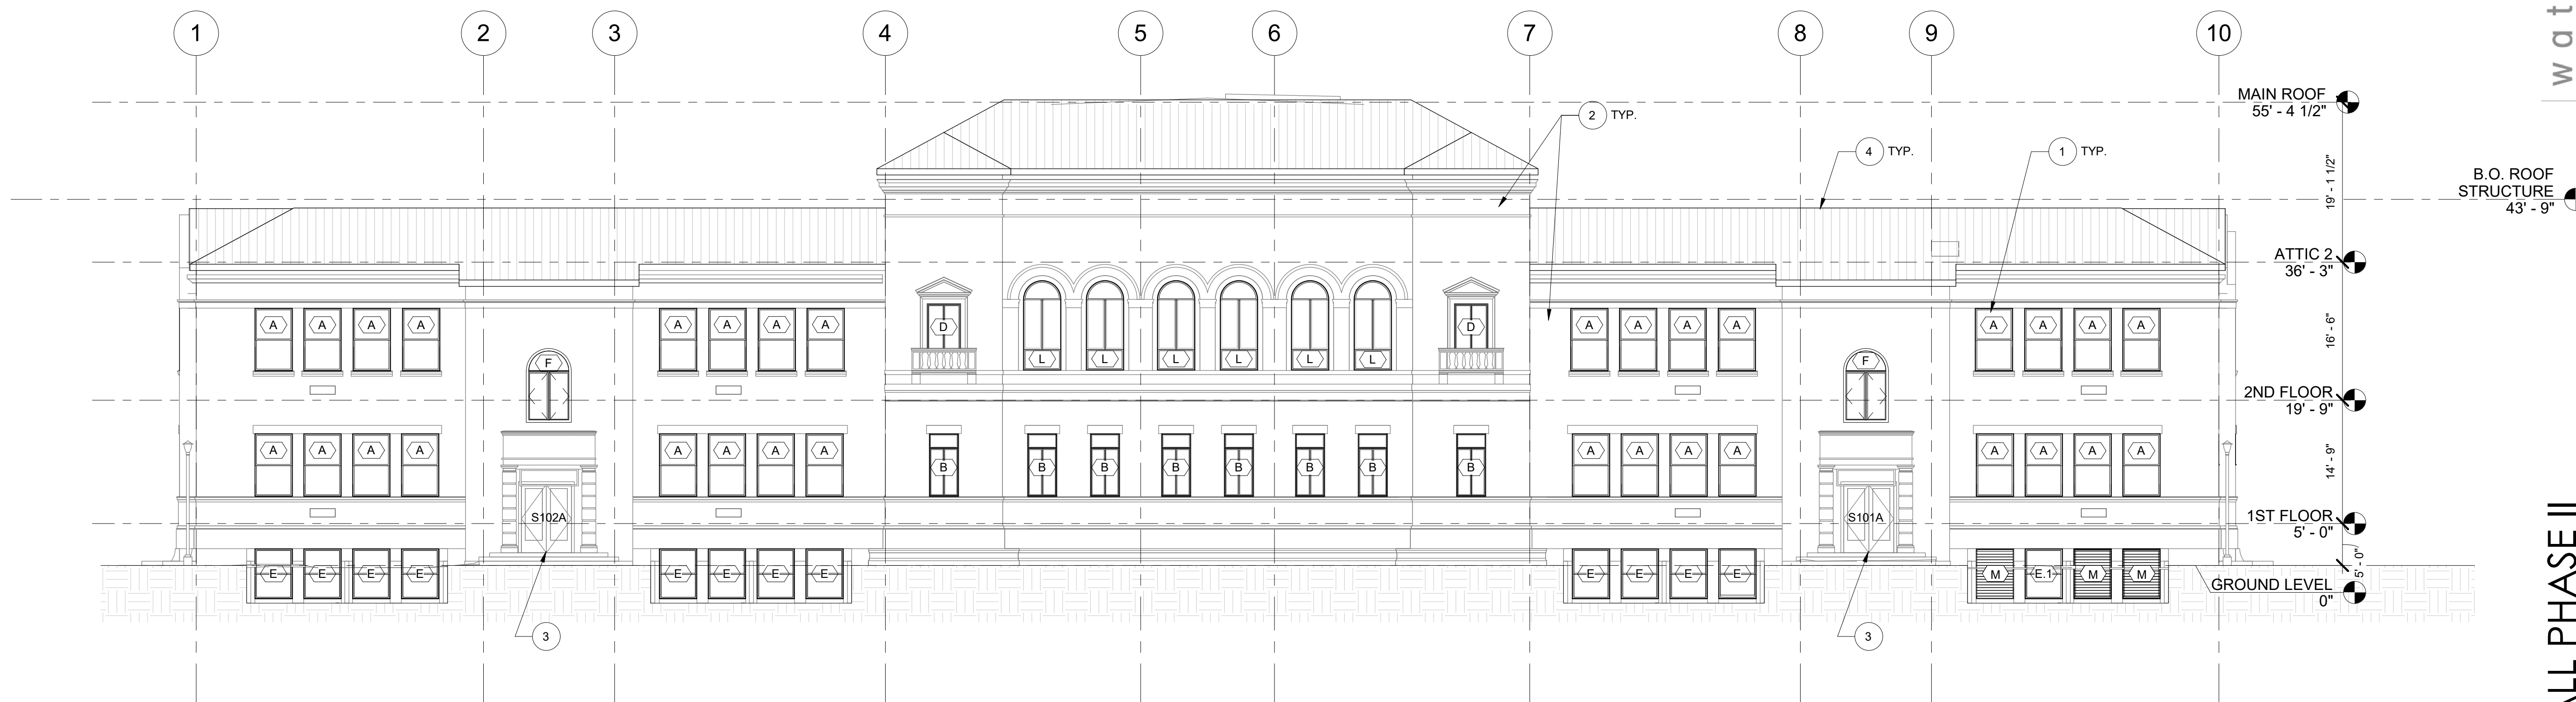 1 2 3 4 5 6 7 8 9 10
wat
MAIN ROOF
55' - 4 1/2"
2 TYP.
4 TYP.
1 TYP.
19' - 1 1/2"
B.O. ROOF
STRUCTURE
43' - 9"
ATTIC 2
36' - 3"
A A A A A A A A D D A A A A A A A A
16' - 6"
F L L L L L L F
2ND FLOOR
19' - 9"
A A A A A A A A A A A A A A A A
B B B B B B B B
14' - 9"
S102A S101A
1ST FLOOR
5' - 0"
5' - 0"
E E E E E E E E E E E E M E.1 M M
GROUND LEVEL
0"
3 3
ALL PHASE II